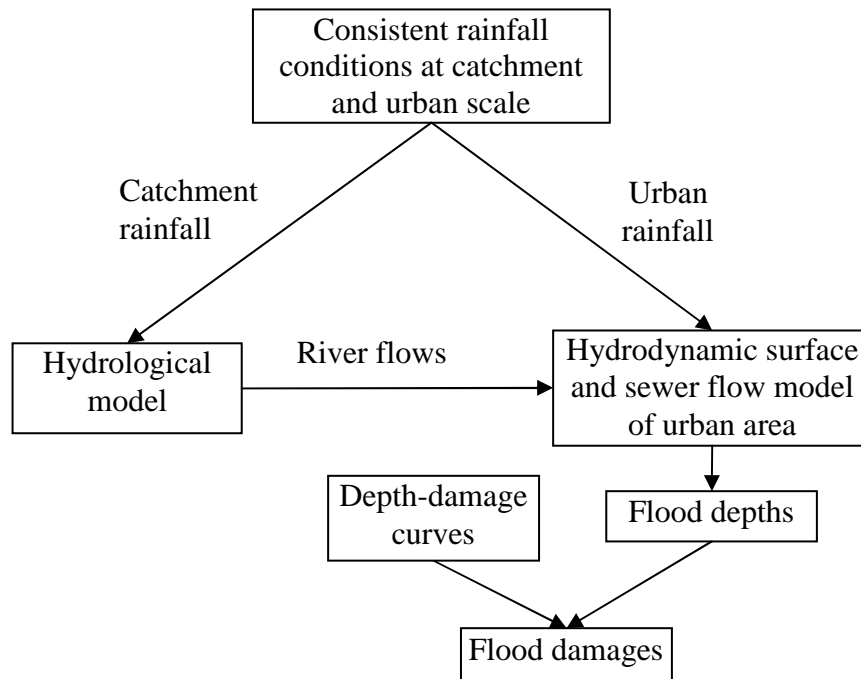 Consistent rainfall
conditions at catchment
and urban scale
Catchment
rainfall
Urban
rainfall
Hydrological
model
River flows
Hydrodynamic surface
and sewer flow model
of urban area
Depth-damage
curves
Flood depths
Flood damages